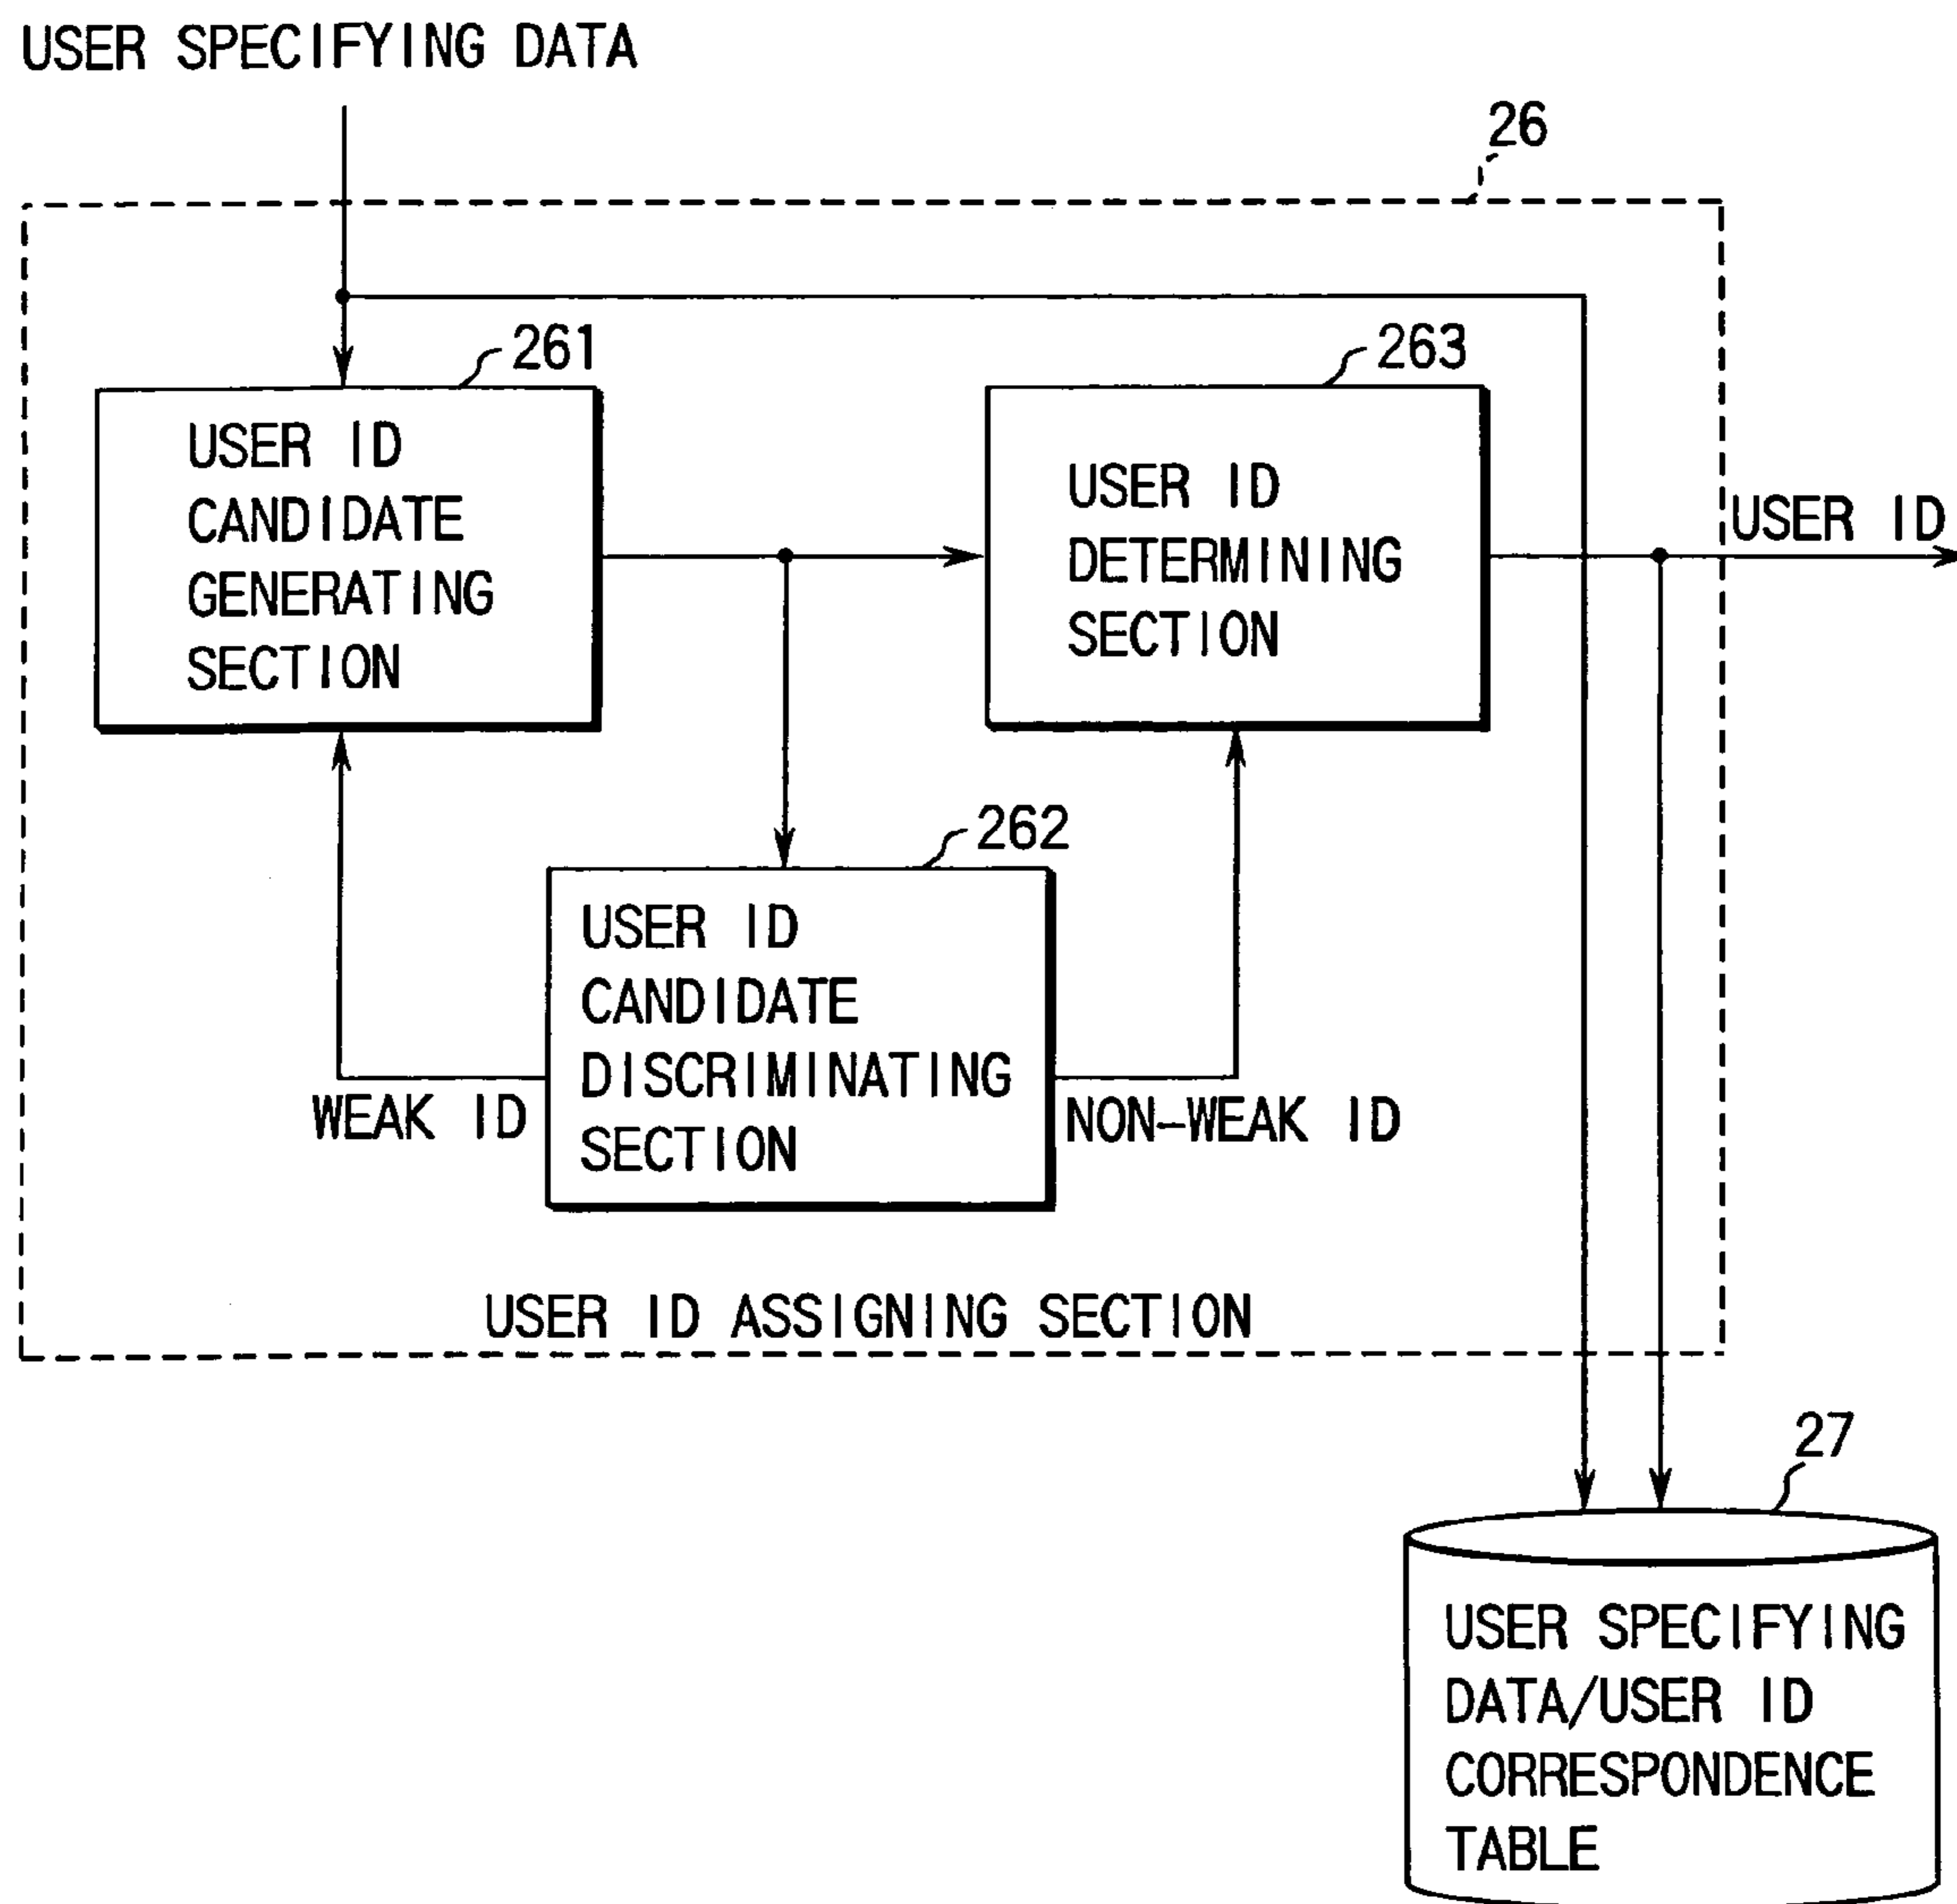 USER SPECIFYING DATA
26
261
263
USER ID
CANDIDATE
GENERATING
SECTION
USER ID
DETERMINING
SECTION
USER ID
262
USER ID
CANDIDATE
DISCRIMINATING
SECTION
WEAK ID
NON-WEAK ID
USER ID ASSIGNING SECTION
27
USER SPECIFYING
DATA/USER ID
CORRESPONDENCE
TABLE